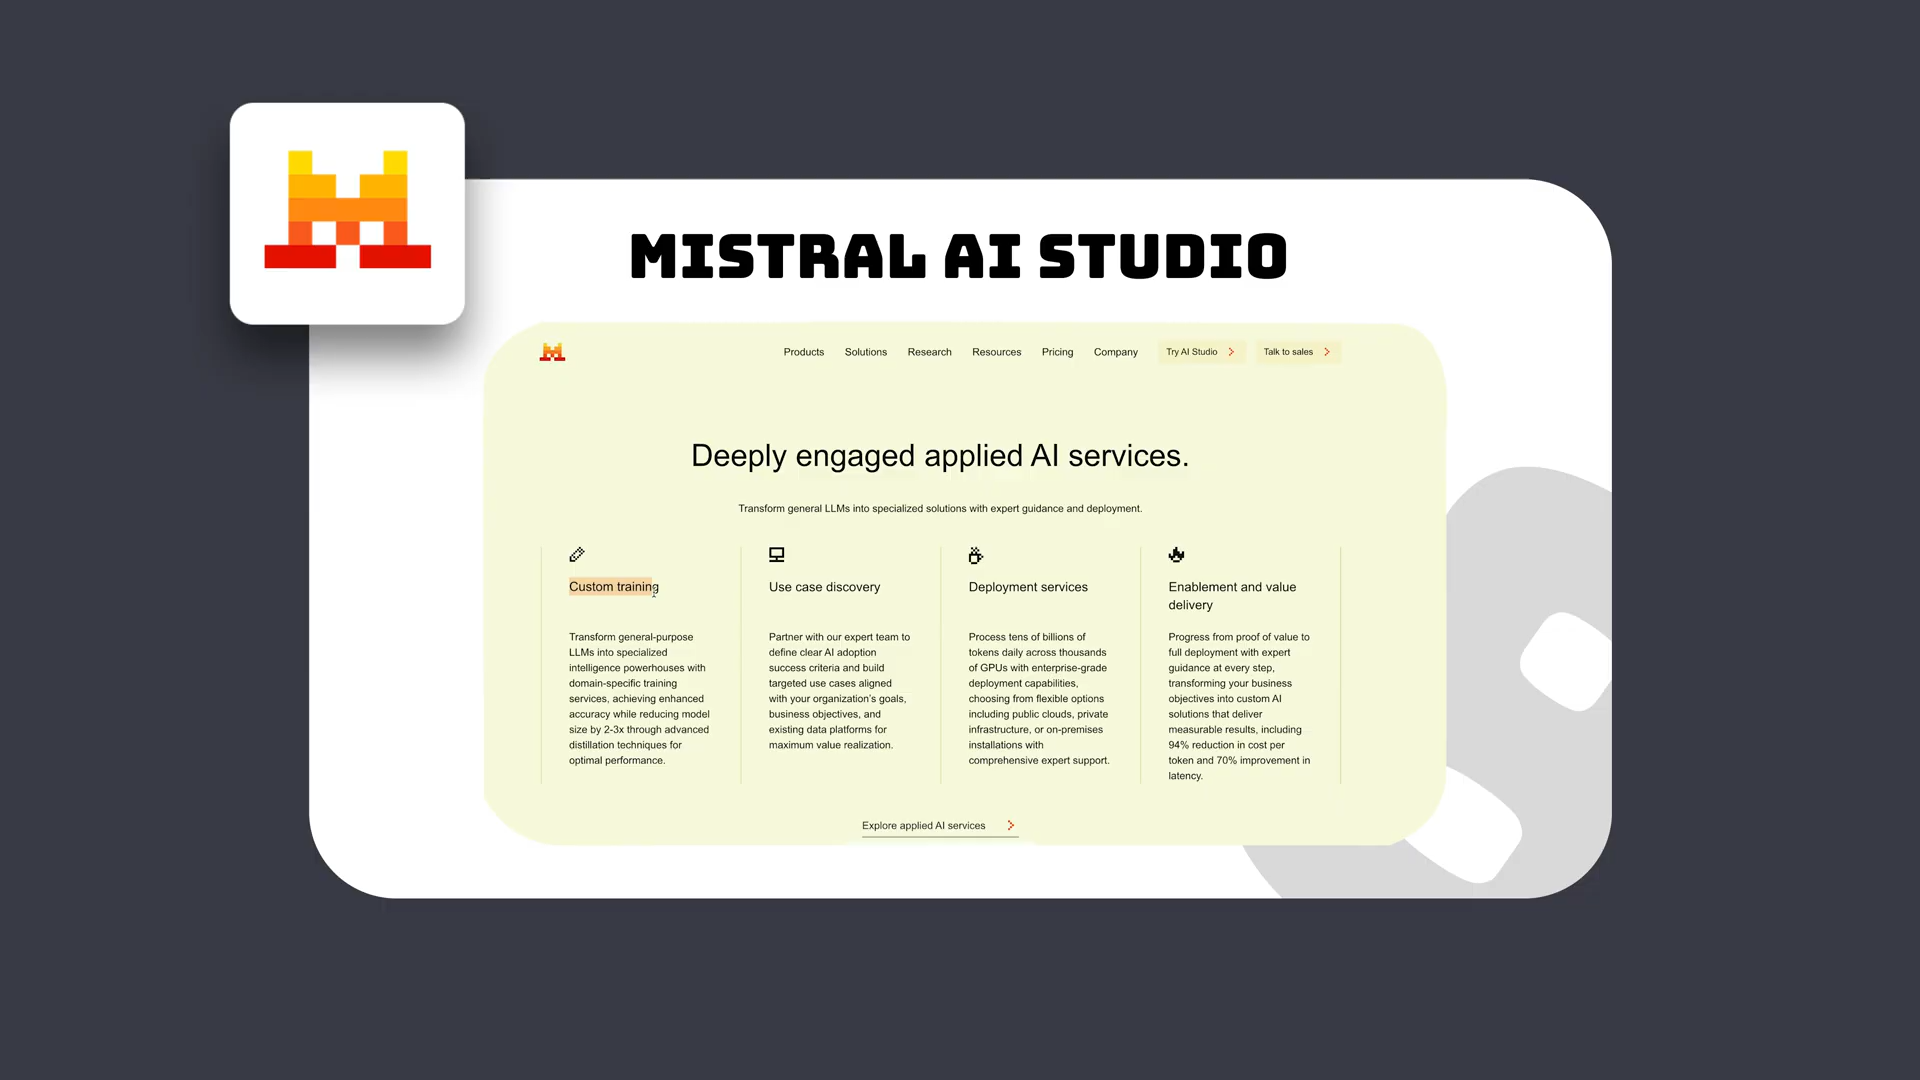 MISTRAL AI STUDIO
Products Solutions Research Resources Pricing Company Try AI Studio Talk to sales
Deeply engaged applied AI services.
Transform general LLMs into specialized solutions with expert guidance and deployment.
Custom training
Transform general-purpose
LLMs into specialized
intelligence powerhouses with
domain-specific training
services, achieving enhanced
accuracy while reducing model
size by 2-3x through advanced
distillation techniques for
optimal performance.
Use case discovery
Partner with our expert team to
define clear AI adoption
success criteria and build
targeted use cases aligned
with your organization's goals,
business objectives, and
existing data platforms for
maximum value realization.
Deployment services
Process tens of billions of
tokens daily across thousands
of GPUs with enterprise-grade
deployment capabilities,
choosing from flexible options
including public clouds, private
infrastructure, or on-premises
installations with
comprehensive expert support.
Enablement and value
delivery
Progress from proof of value to
full deployment with expert
guidance at every step,
transforming your business
objectives into custom AI
solutions that deliver
measurable results, including
94% reduction in cost per
token and 70% improvement in
latency.
Explore applied AI services